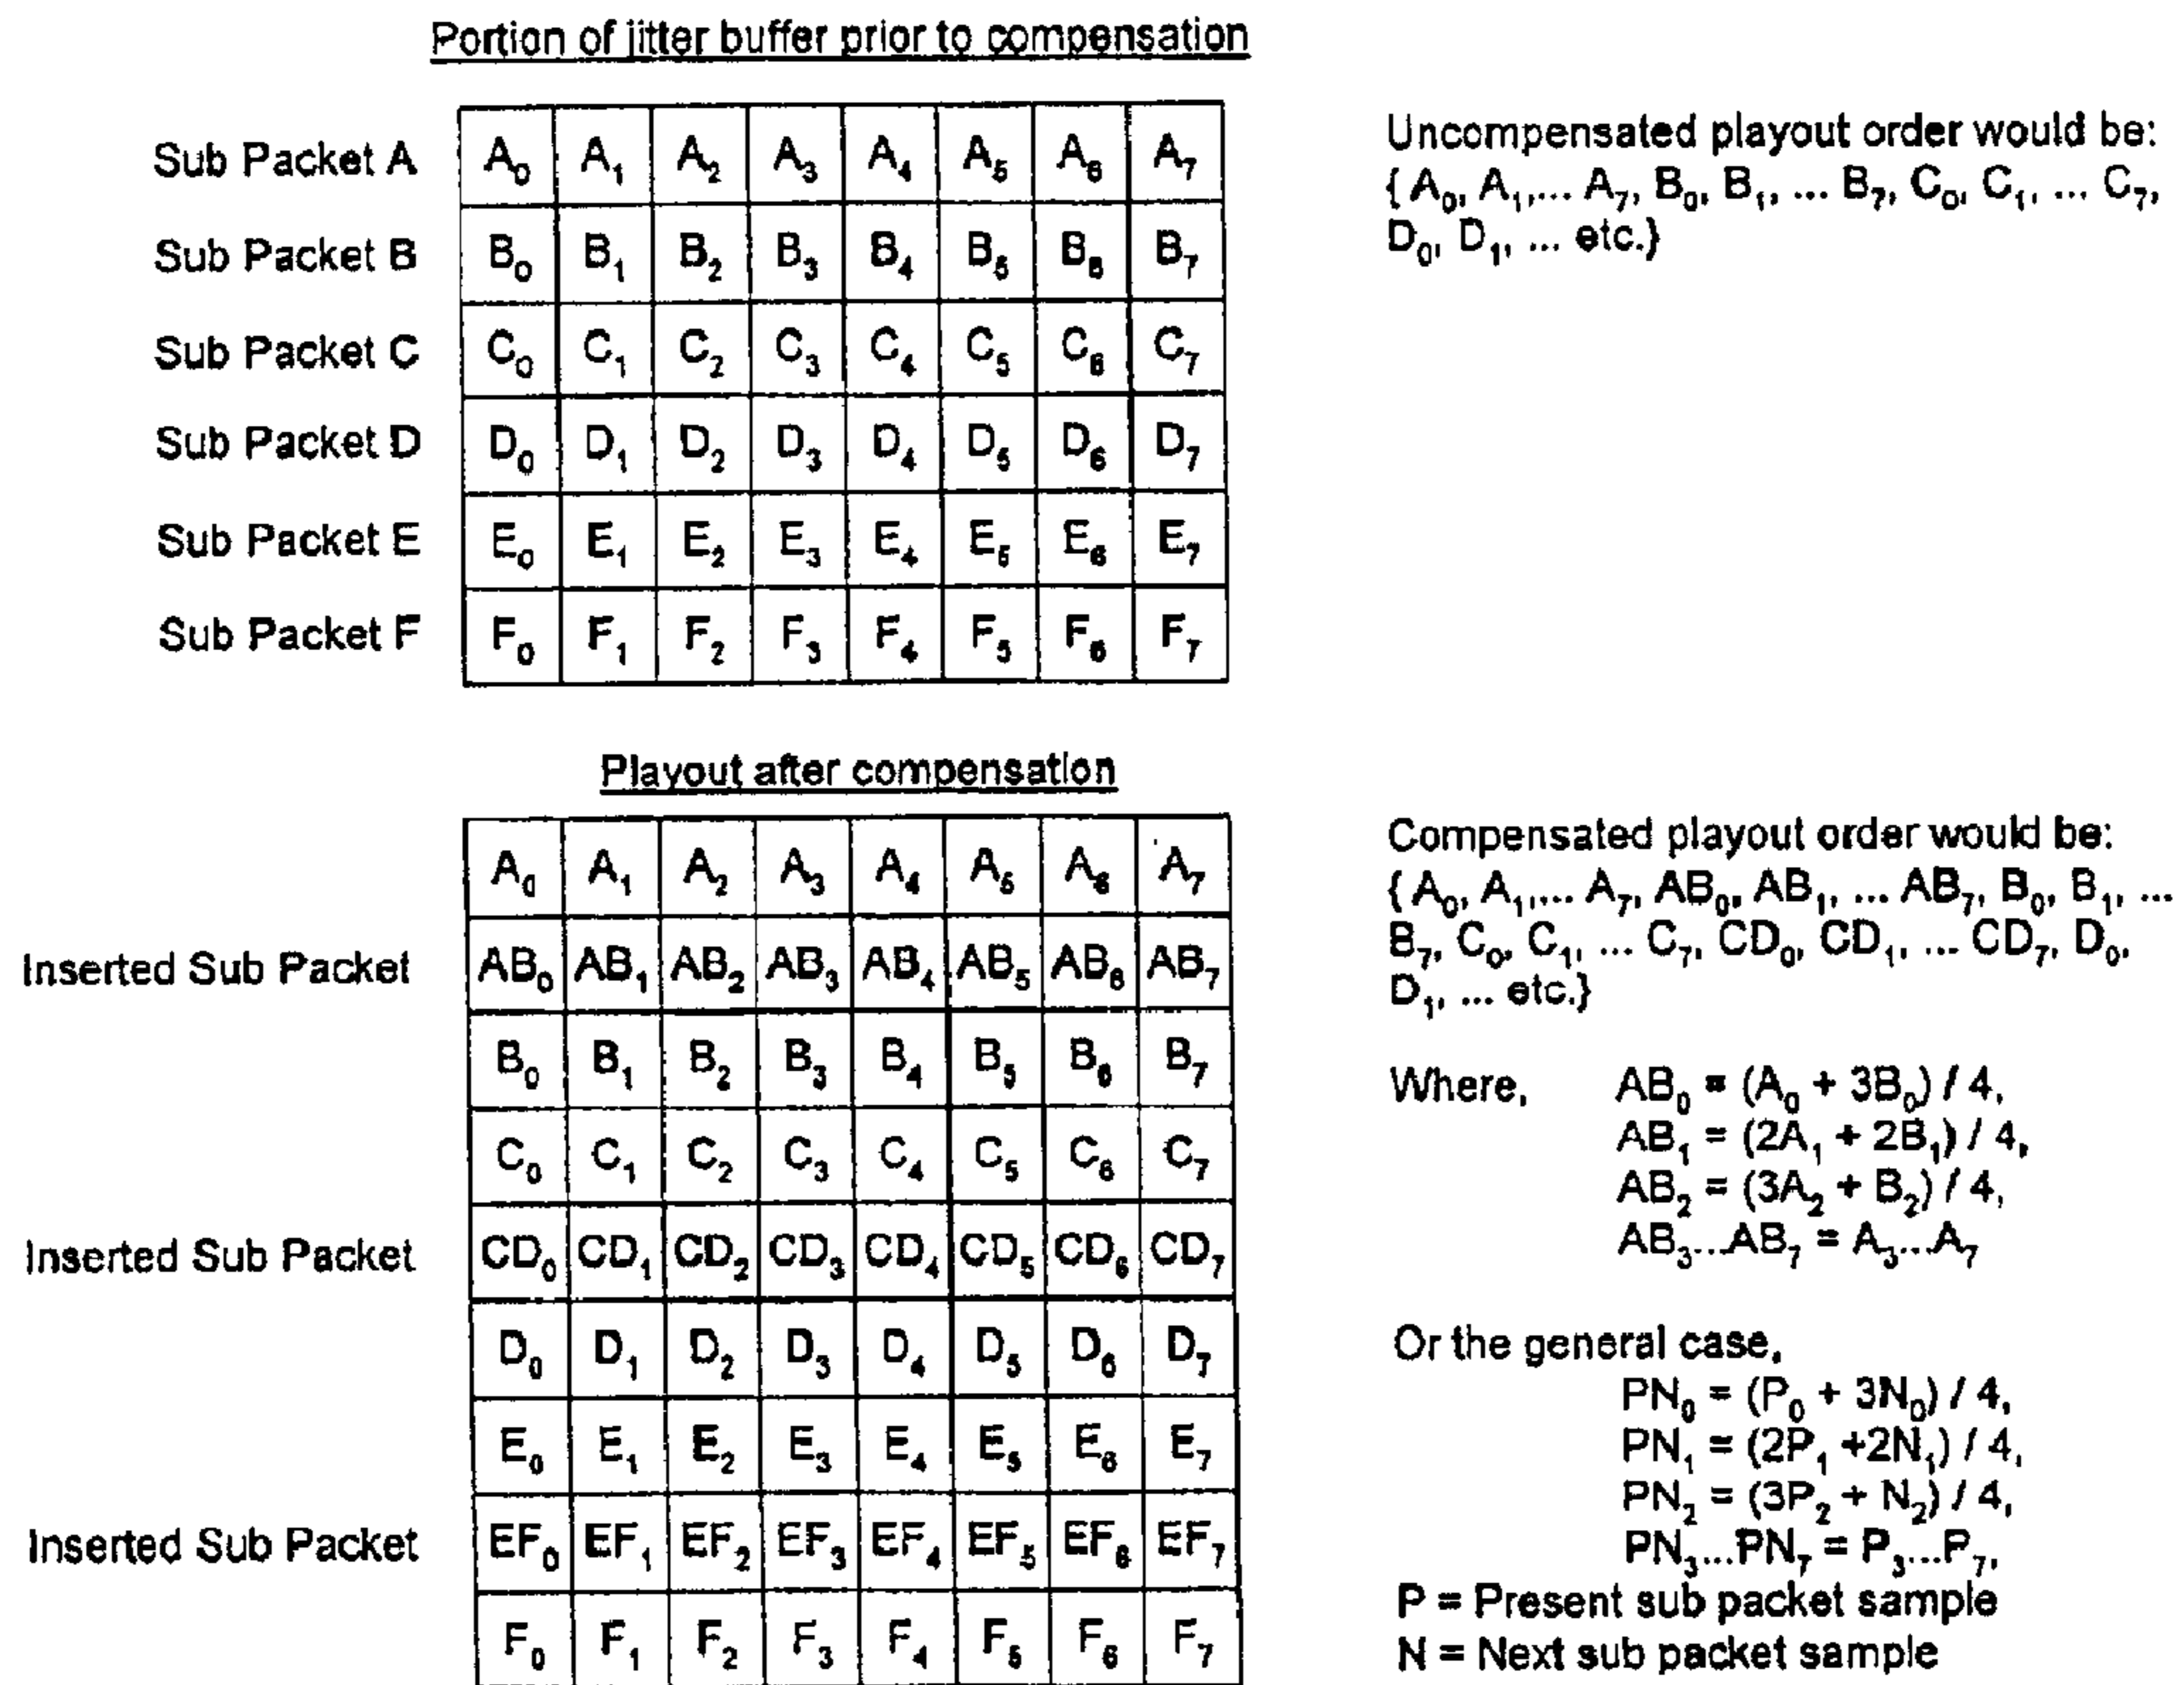 Portion of jitter buffer prior to compensation
Sub Packet A A₀ A₁ A₂ A₃ A₄ A₅ A₆ A₇
Sub Packet B B₀ B₁ B₂ B₃ B₄ B₅ B₆ B₇
Sub Packet C C₀ C₁ C₂ C₃ C₄ C₅ C₆ C₇
Sub Packet D D₀ D₁ D₂ D₃ D₄ D₅ D₆ D₇
Sub Packet E E₀ E₁ E₂ E₃ E₄ E₅ E₆ E₇
Sub Packet F F₀ F₁ F₂ F₃ F₄ F₅ F₆ F₇
Uncompensated playout order would be:
{ A₀, A₁,... A₇, B₀, B₁, ... B₇, C₀, C₁, ... C₇,
D₀, D₁, ... etc.}
Playout after compensation
A₀ A₁ A₂ A₃ A₄ A₅ A₆ A₇
Inserted Sub Packet AB₀ AB₁ AB₂ AB₃ AB₄ AB₅ AB₆ AB₇
B₀ B₁ B₂ B₃ B₄ B₅ B₆ B₇
C₀ C₁ C₂ C₃ C₄ C₅ C₆ C₇
Inserted Sub Packet CD₀ CD₁ CD₂ CD₃ CD₄ CD₅ CD₆ CD₇
D₀ D₁ D₂ D₃ D₄ D₅ D₆ D₇
E₀ E₁ E₂ E₃ E₄ E₅ E₆ E₇
Inserted Sub Packet EF₀ EF₁ EF₂ EF₃ EF₄ EF₅ EF₆ EF₇
F₀ F₁ F₂ F₃ F₄ F₅ F₆ F₇
Compensated playout order would be:
{ A₀, A₁,... A₇, AB₀, AB₁, ... AB₇, B₀, B₁, ...
B₇, C₀, C₁, ... C₇, CD₀, CD₁, ... CD₇, D₀,
D₁, ... etc.}
Where, AB₀ = (A₀ + 3B₀) / 4,
AB₁ = (2A₁ + 2B₁) / 4,
AB₂ = (3A₂ + B₂) / 4,
AB₃...AB₇ = A₃...A₇
Or the general case,
PN₀ = (P₀ + 3N₀) / 4,
PN₁ = (2P₁ +2N₁) / 4,
PN₂ = (3P₂ + N₂) / 4,
PN₃...PN₇ = P₃...P₇,
P = Present sub packet sample
N = Next sub packet sample